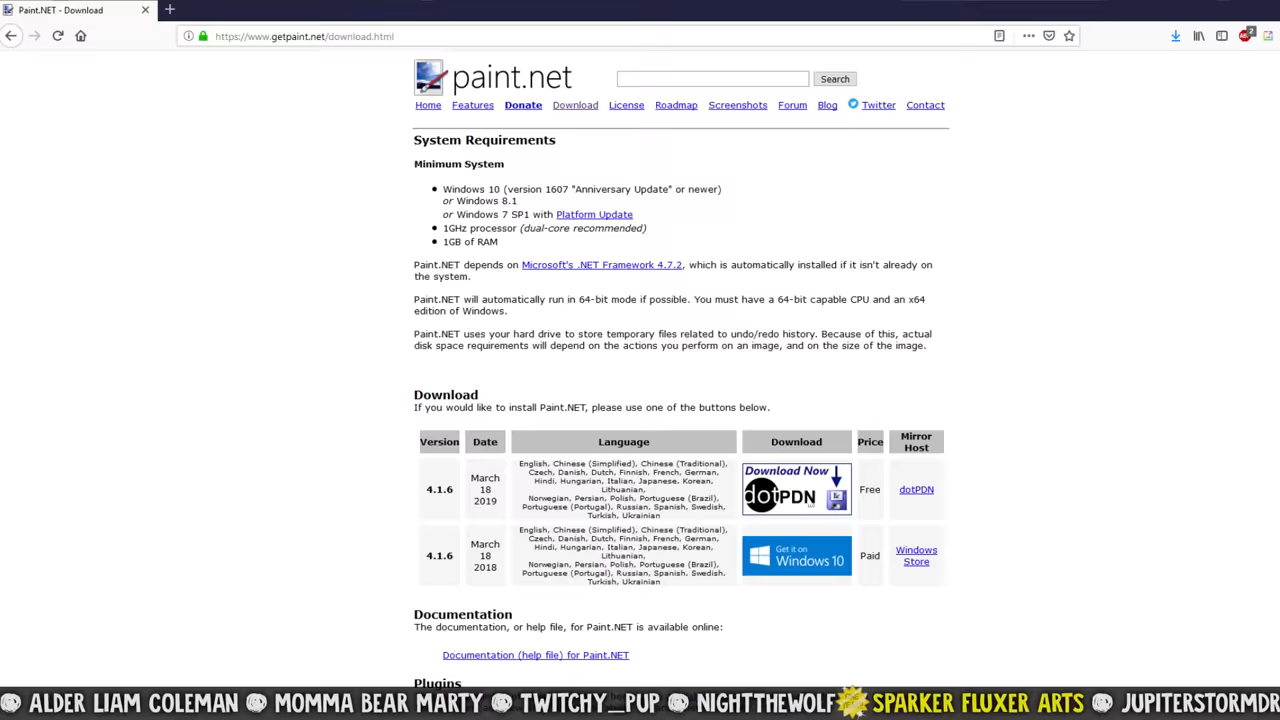 Paint.NET - Download
https://www.getpaint.net/download.html
2
paint.net
Search
Home Features Donate Download License Roadmap Screenshots Forum Blog Twitter Contact
System Requirements
Minimum System
Windows 10 (version 1607 "Anniversary Update" or newer)
or Windows 8.1
or Windows 7 SP1 with Platform Update
1GHz processor (dual-core recommended)
1GB of RAM
Paint.NET depends on Microsoft's .NET Framework 4.7.2, which is automatically installed if it isn't already on
the system.
Paint.NET will automatically run in 64-bit mode if possible. You must have a 64-bit capable CPU and an x64
edition of Windows.
Paint.NET uses your hard drive to store temporary files related to undo/redo history. Because of this, actual
disk space requirements will depend on the actions you perform on an image, and on the size of the image.
Download
If you would like to install Paint.NET, please use one of the buttons below.
Version Date Language Download Price Mirror Host
4.1.6
March 18 2019
English, Chinese (Simplified), Chinese (Traditional),
Czech, Danish, Dutch, Finnish, French, German,
Hindi, Hungarian, Italian, Japanese, Korean,
Lithuanian,
Norwegian, Persian, Polish, Portuguese (Brazil),
Portuguese (Portugal), Russian, Spanish, Swedish,
Turkish, Ukrainian
Download Now
dotPDN LLC
Free
dotPDN
4.1.6
March 18 2018
English, Chinese (Simplified), Chinese (Traditional),
Czech, Danish, Dutch, Finnish, French, German,
Hindi, Hungarian, Italian, Japanese, Korean,
Lithuanian,
Norwegian, Persian, Polish, Portuguese (Brazil),
Portuguese (Portugal), Russian, Spanish, Swedish,
Turkish, Ukrainian
Get it on
Windows 10
Paid
Windows Store
Documentation
The documentation, or help file, for Paint.NET is available online:
Documentation (help file) for Paint.NET
Plugins
ALDER LIAM COLEMAN MOMMA BEAR MARTY TWITCHY_PUP NIGHTTHEWOLF SPARKER FLUXER ARTS JUPITERSTORMDR